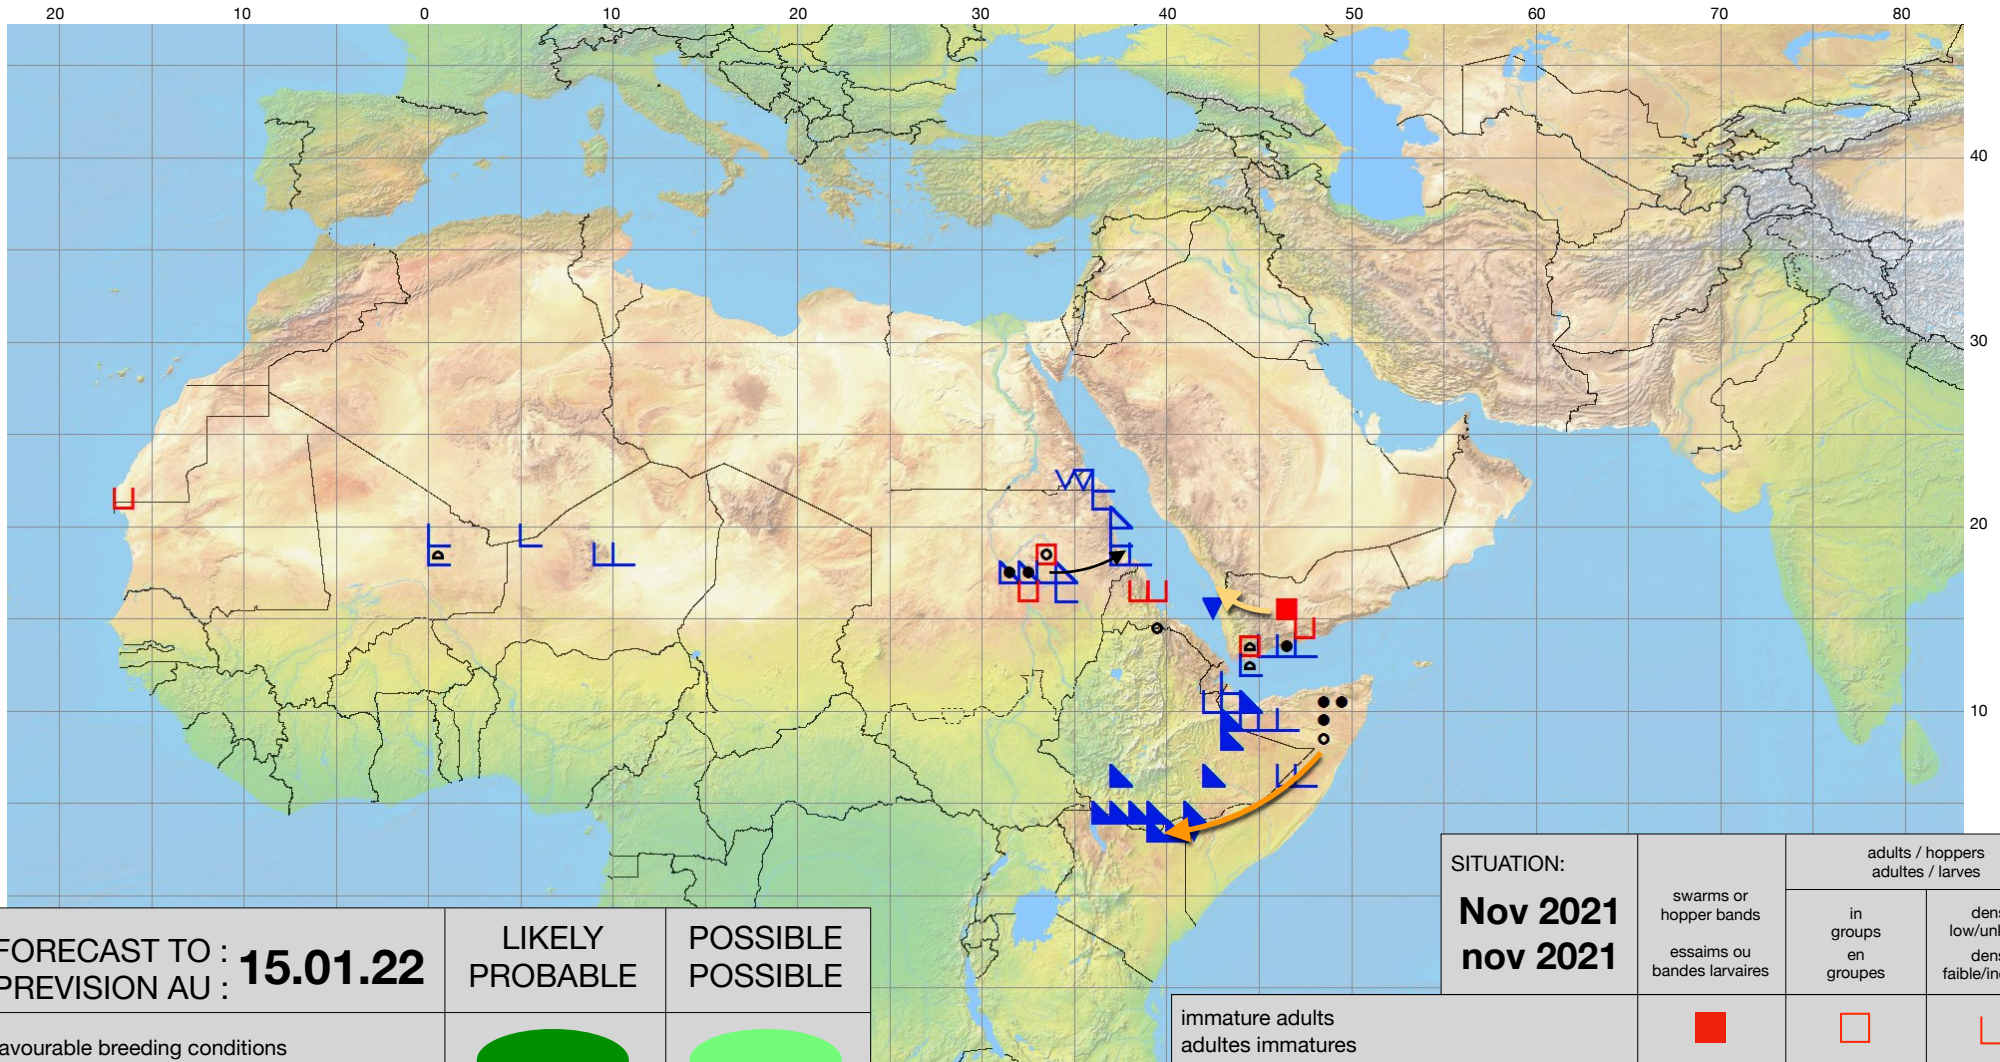 20 10 0 10 20 30 40 50 60 70 80
40
30
20
10
SITUATION:
Nov 2021
nov 2021
swarms or
hopper bands
essaims ou
bandes larvaires
adults / hoppers
adultes / larves
in
groups
en
groupes
immature adults
adultes immatures
FORECAST TO :
PREVISION AU :
15.01.22
LIKELY
PROBABLE
POSSIBLE
POSSIBLE
avourable breeding conditions